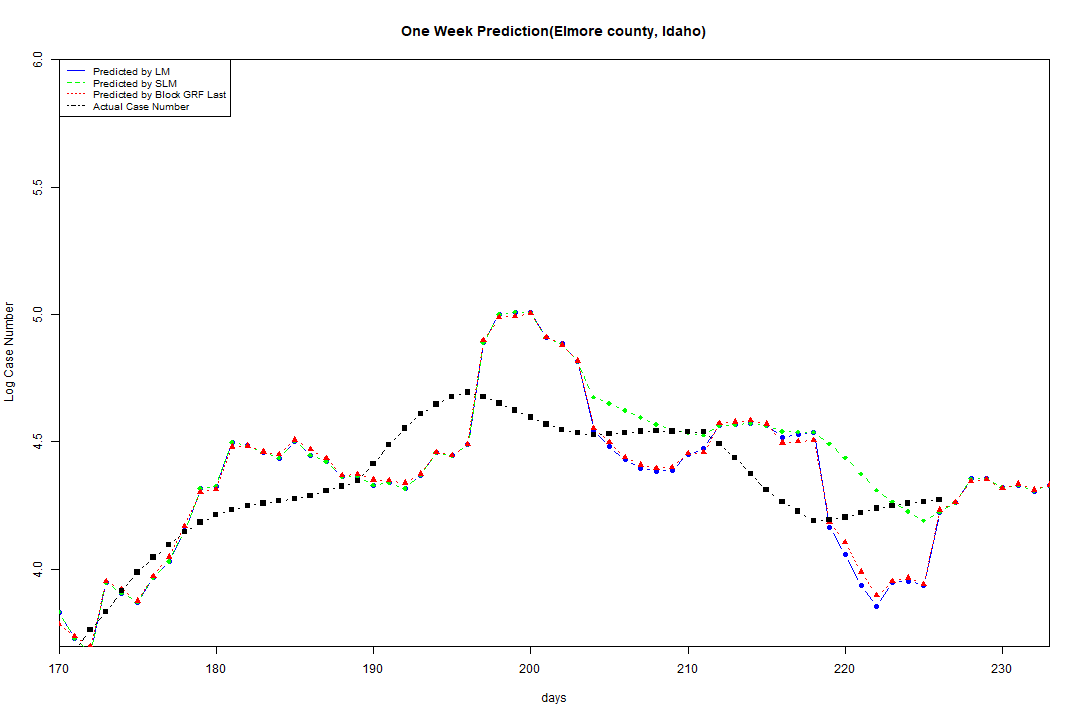 One Week Prediction(Elmore county, Idaho)
Predicted by LM
Predicted by SLM
Predicted by Block GRF Last
Actual Case Number
6.0
5.5
5.0
4.5
4.0
Log Case Number
170 180 190 200 210 220 230
days